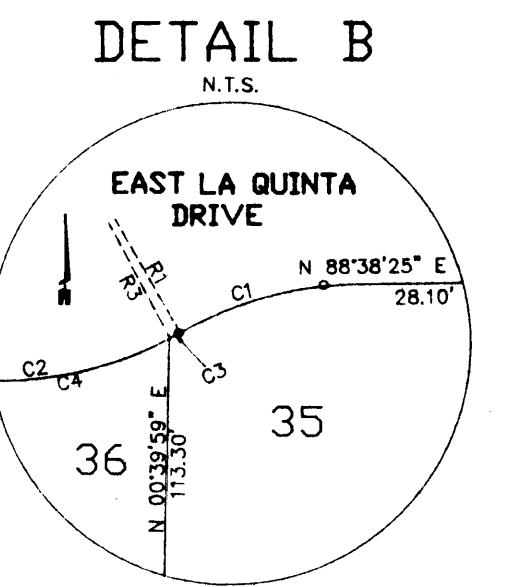 DETAIL B
N.T.S.
EAST LA QUINTA
DRIVE
R1
R3
N 88°38'25" E
28.10'
C1
C2
C4
C3
N 00°39'59" E
113.30'
35
36